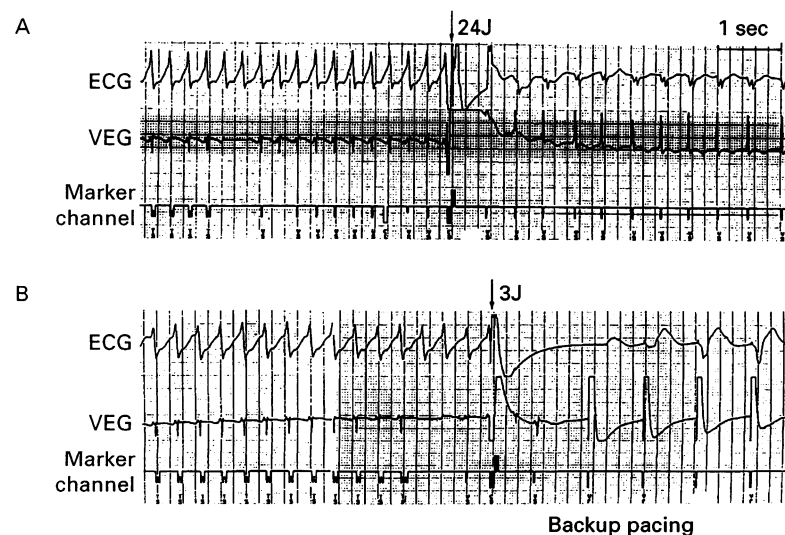 A
24J
1 sec
ECG
VEG
Marker
channel
B
3J
ECG
VEG
Marker
channel
Backup pacing